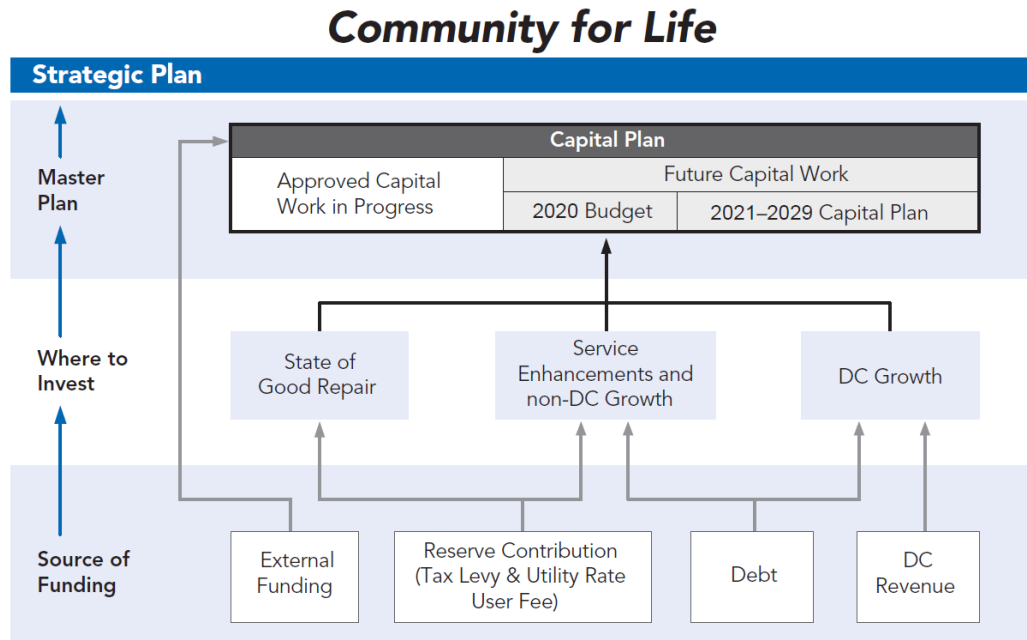 Community for Life
Strategic Plan
Master
Plan
Capital Plan
Approved Capital
Work in Progress
Future Capital Work
2020 Budget
2021–2029 Capital Plan
Where to
Invest
State of
Good Repair
Service
Enhancements and
non-DC Growth
DC Growth
Source of
Funding
External
Funding
Reserve Contribution
(Tax Levy & Utility Rate
User Fee)
Debt
DC
Revenue